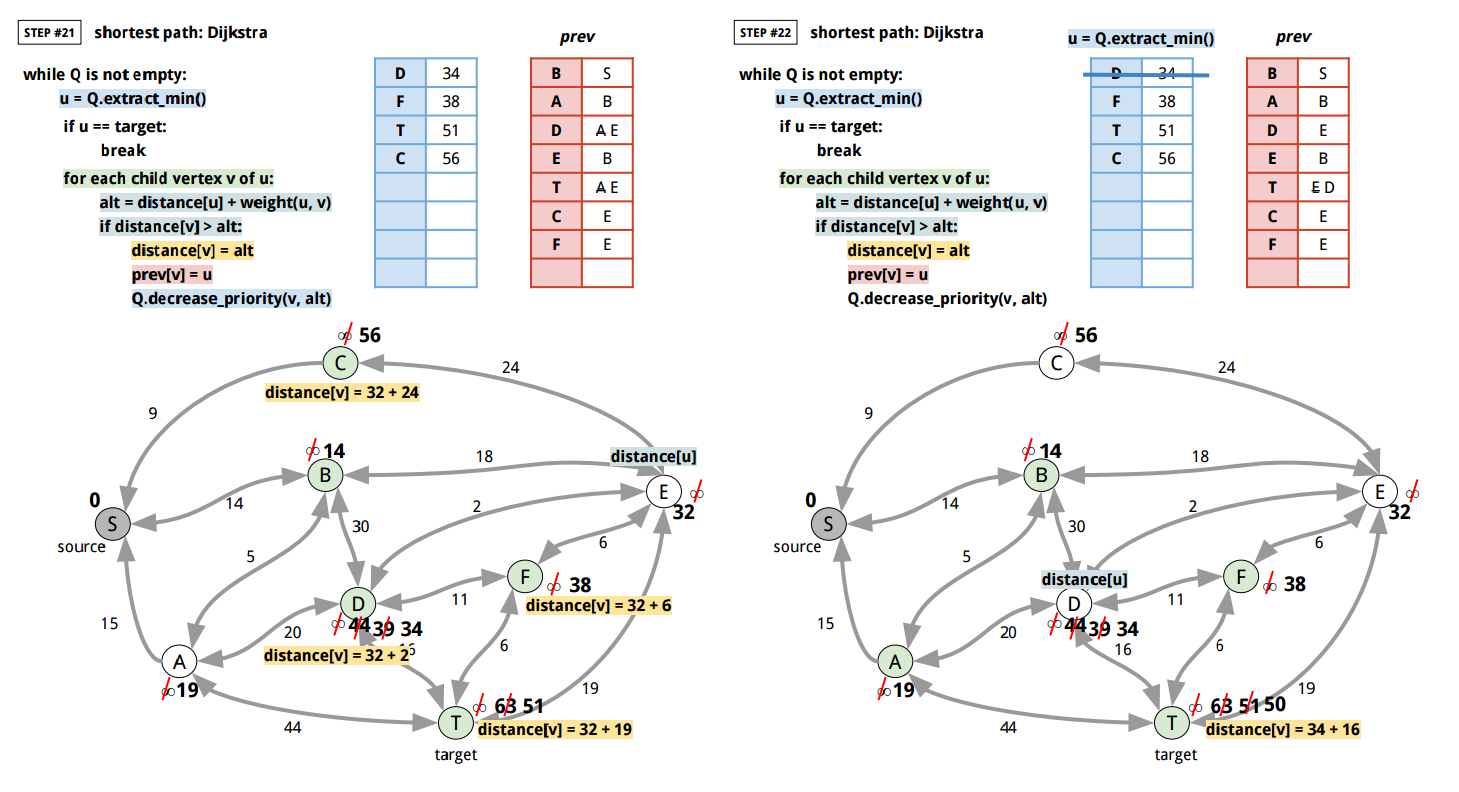 STEP #21 shortest path: Dijkstra
prev
while Q is not empty:
u = Q.extract_min()
if u == target:
break
for each child vertex v of u:
alt = distance[u] + weight(u, v)
if distance[v] > alt:
distance[v] = alt
prev[v] = u
Q.decrease_priority(v, alt)
D 34
F 38
T 51
C 56
B S
A B
D A E
E B
T A E
C E
F E
∞ 56
C
distance[v] = 32 + 24
24
9
∞ 14
B
18
distance[u]
0
S
source
14
E
∞
32
30
2
5
6
F
∞ 38
distance[v] = 32 + 6
D
11
∞ 44 39 34
20
distance[v] = 32 + 2
16
15
A
∞ 19
6
19
∞ 63 51
T
distance[v] = 32 + 19
44
target
STEP #22 shortest path: Dijkstra
u = Q.extract_min()
prev
while Q is not empty:
u = Q.extract_min()
if u == target:
break
for each child vertex v of u:
alt = distance[u] + weight(u, v)
if distance[v] > alt:
distance[v] = alt
prev[v] = u
Q.decrease_priority(v, alt)
D 34
F 38
T 51
C 56
B S
A B
D E
E B
T E D
C E
F E
∞ 56
C
24
9
∞ 14
B
18
0
S
source
14
E
∞
32
30
2
5
6
distance[u]
F
∞ 38
D
11
∞ 44 39 34
20
16
15
A
∞ 19
6
19
∞ 63 51 50
T
distance[v] = 34 + 16
44
target